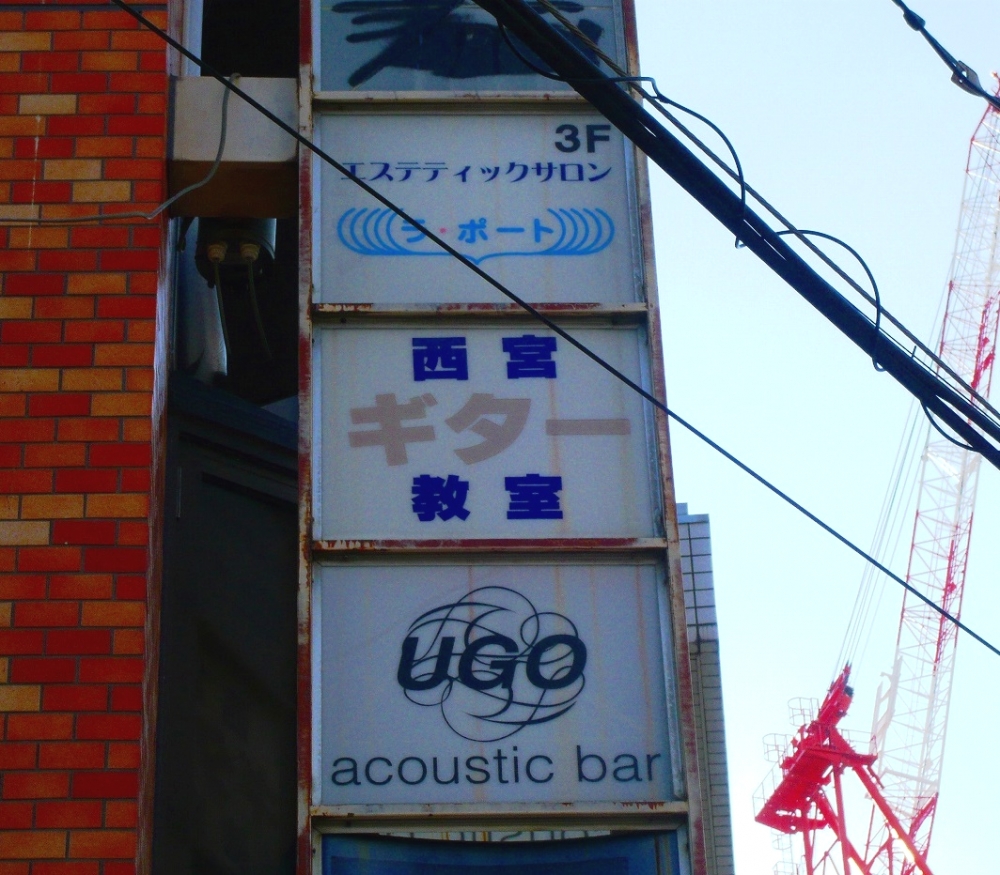 3F
エステティックサロン
ラ・ポート
西宮
ギター
教室
UGO
acoustic bar